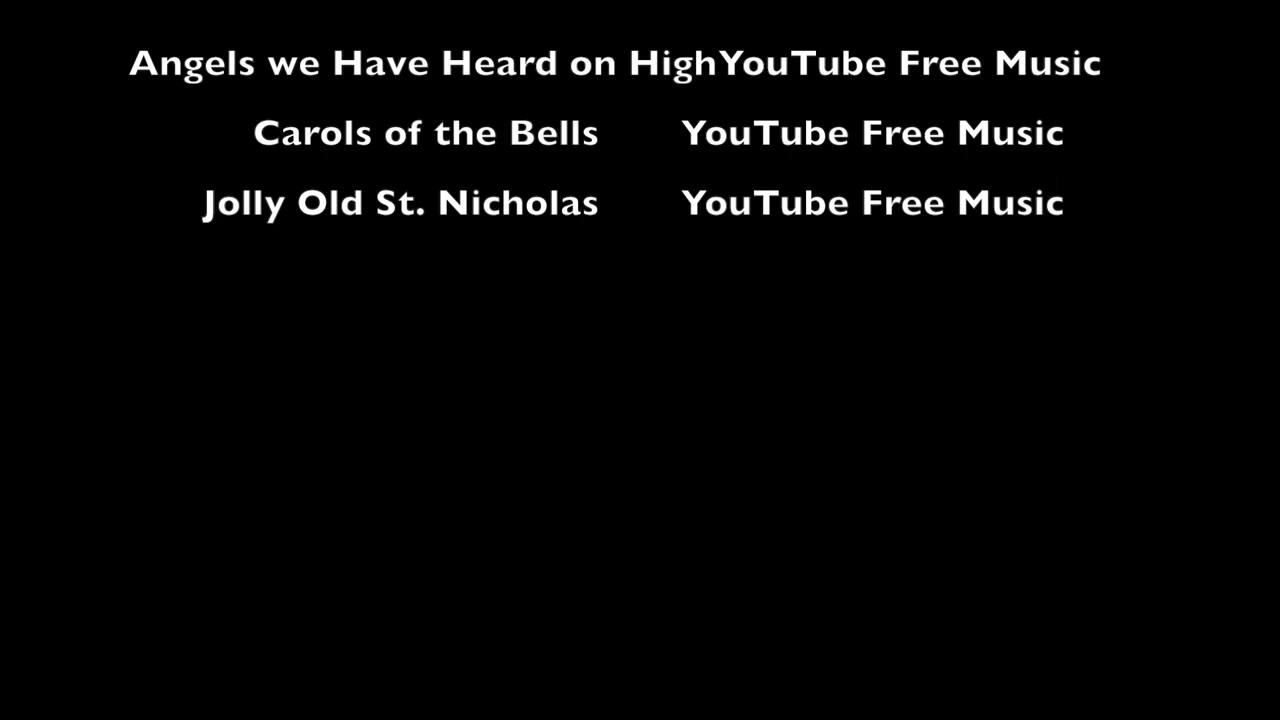 Angels we Have Heard on HighYouTube Free Music
Carols of the Bells YouTube Free Music
Jolly Old St. Nicholas YouTube Free Music